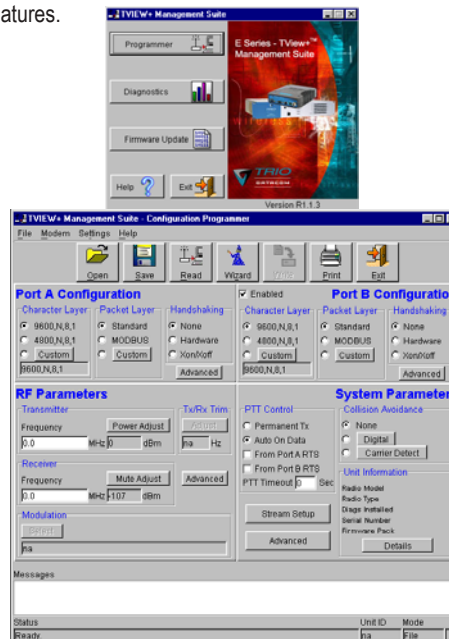 atures.
TVIEW+ Management Suite
Programmer
E Series - TView+™
Management Suite
Diagnostics
Firmware Update
Help
Exit
TRIO
DATACOM
Version R1.1.3
TVIEW+ Management Suite - Configuration Programmer
File Modem Settings Help
Open Save Read Wizard Write Print Exit
Port A Configuration
Character Layer Packet Layer Handshaking
9600,N,8,1 Standard None
4800,N,8,1 MODBUS Hardware
Custom Custom Xon/Xoff
9600,N,8,1 Advanced
Enabled Port B Configuratio
Character Layer Packet Layer Handshaking
9600,N,8,1 Standard None
4800,N,8,1 MODBUS Hardware
Custom Custom Xon/Xoff
9600,N,8,1 Advanced
RF Parameters
Transmitter Tx/Rx Trim
Frequency Power Adjust Adjust
0.0 MHz 0 dBm na Hz
Receiver
Frequency Mute Adjust Advanced
0.0 MHz -107 dBm
Modulation
Select
na
System Parameter
PTT Control Collision Avoidance
Permanent Tx None
Auto On Data Digital
From Port A RTS Carrier Detect
From Port B RTS
PTT Timeout 0 Sec
Stream Setup
Advanced
Unit Information
Radio Model
Radio Type
Diags Installed
Serial Number
Firmware Pack
Details
Messages
Status Unit ID Mode
Ready na File